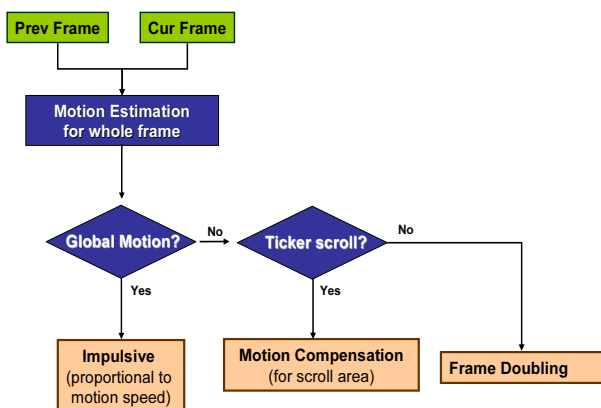 Prev Frame
Cur Frame
Motion Estimation
for whole frame
Global Motion?
No
Ticker scroll?
No
Yes
Yes
Impulsive
(proportional to
motion speed)
Motion Compensation
(for scroll area)
Frame Doubling